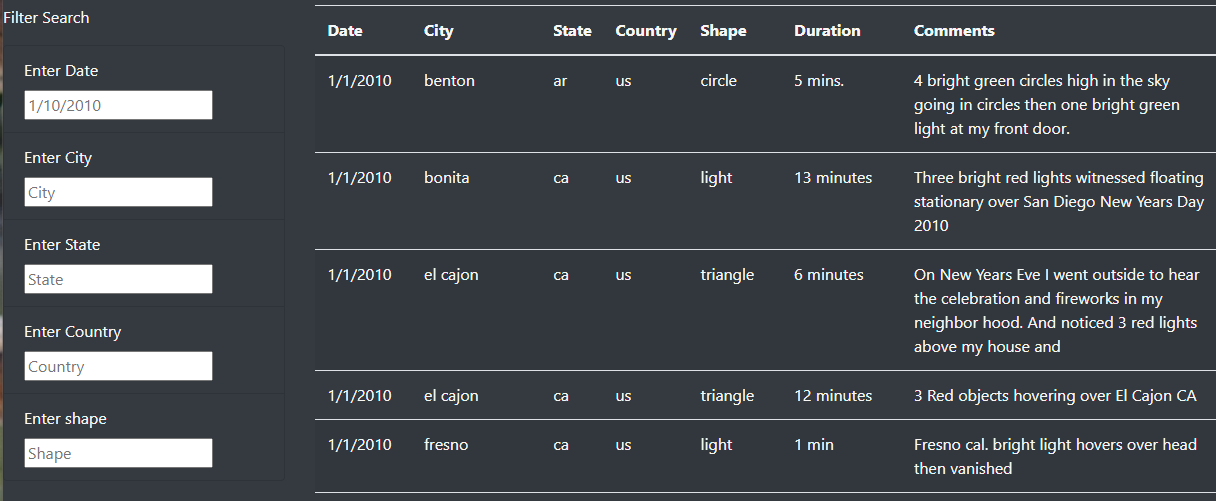 Filter Search
Enter Date
1/10/2010
Enter City
City
Enter State
State
Enter Country
Country
Enter shape
Shape
Date City State Country Shape Duration Comments
1/1/2010 benton ar us circle 5 mins. 4 bright green circles high in the sky
going in circles then one bright green
light at my front door.
1/1/2010 bonita ca us light 13 minutes Three bright red lights witnessed floating
stationary over San Diego New Years Day
2010
1/1/2010 el cajon ca us triangle 6 minutes On New Years Eve I went outside to hear
the celebration and fireworks in my
neighbor hood. And noticed 3 red lights
above my house and
1/1/2010 el cajon ca us triangle 12 minutes 3 Red objects hovering over El Cajon CA
1/1/2010 fresno ca us light 1 min Fresno cal. bright light hovers over head
then vanished